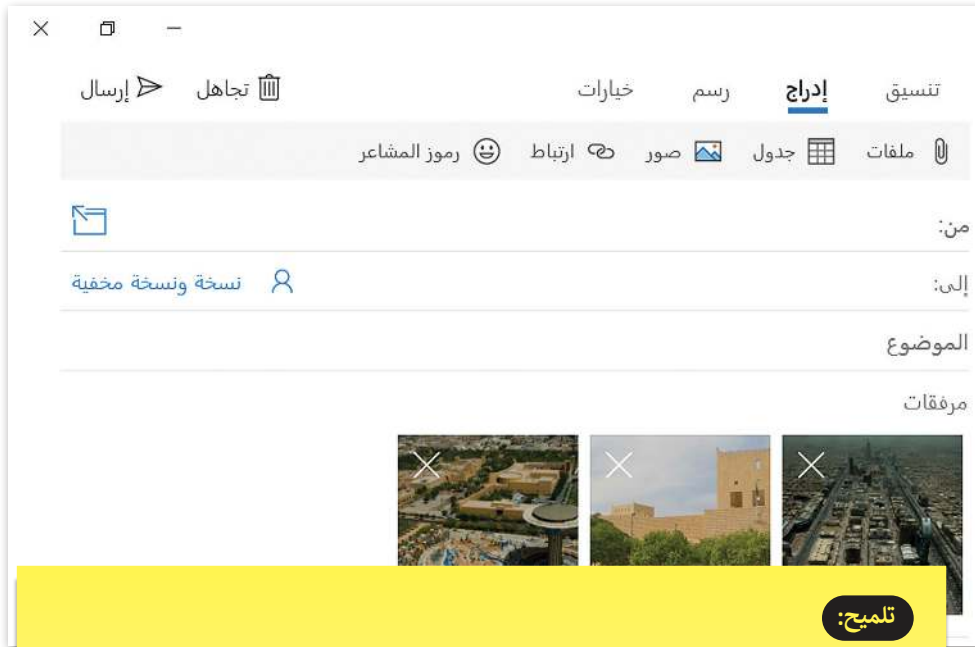 تنسيق إدراج رسم خيارات تجاهل إرسال
ملفات جدول صور ارتباط رموز المشاعر
من:
إلى: نسخة ونسخة مخفية
الموضوع
مرفقات
تلميح: